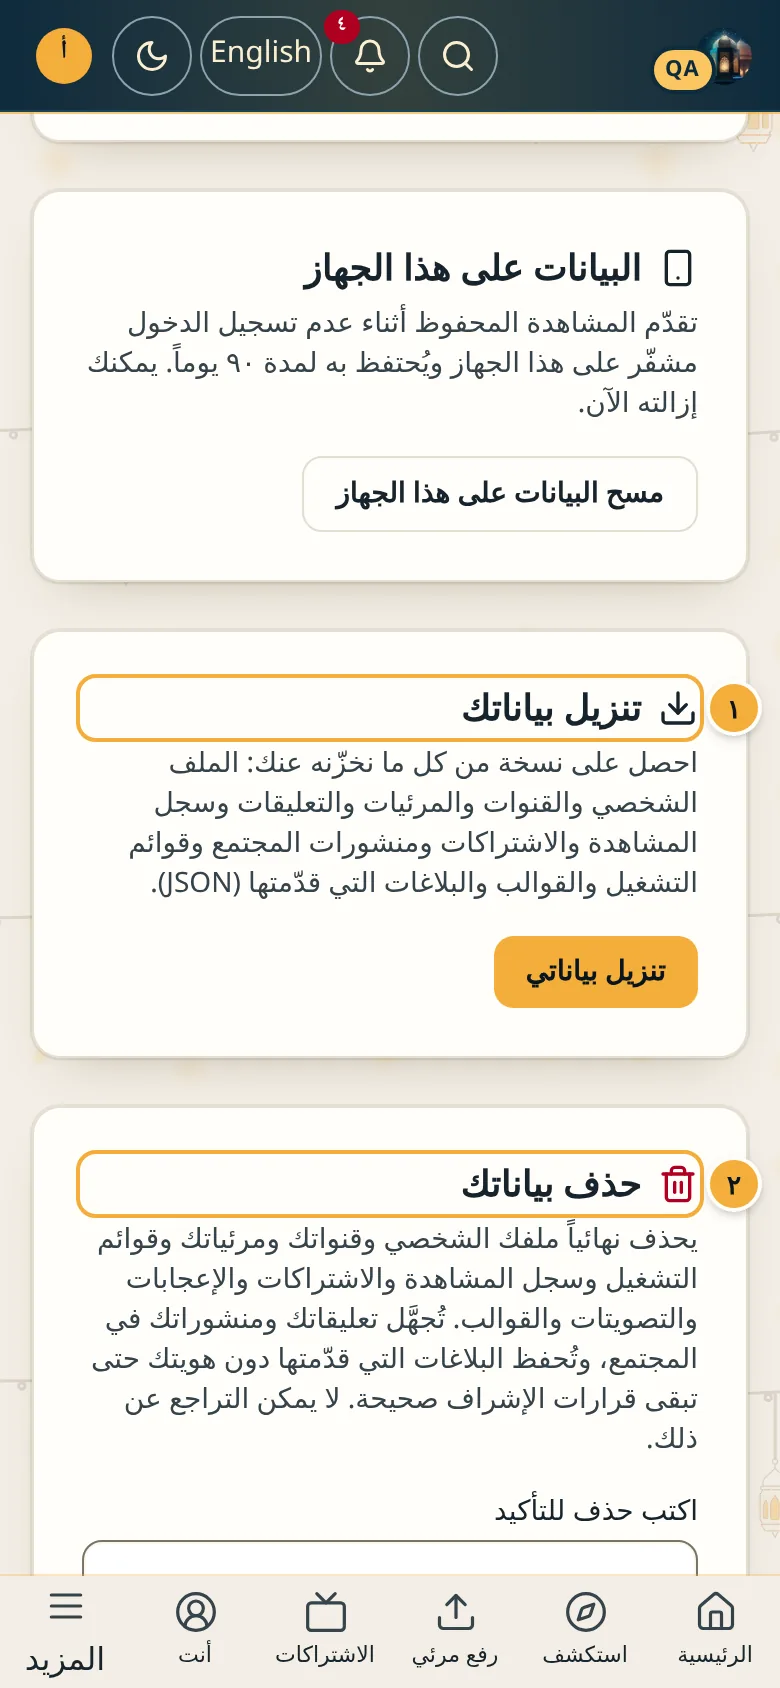 QA
٤
English
أ
البيانات على هذا الجهاز
تقدّم المشاهدة المحفوظ أثناء عدم تسجيل الدخول
مشفّر على هذا الجهاز ويُحتفظ به لمدة ٩٠ يوماً. يمكنك
إزالته الآن.
مسح البيانات على هذا الجهاز
١
تنزيل بياناتك
احصل على نسخة من كل ما نخزّنه عنك: الملف
الشخصي والقنوات والمرئيات والتعليقات وسجل
المشاهدة والاشتراكات ومنشورات المجتمع وقوائم
التشغيل والقوالب والبلاغات التي قدّمتها (JSON).
تنزيل بياناتي
٢
حذف بياناتك
يحذف نهائياً ملفك الشخصي وقنواتك ومرئياتك وقوائم
التشغيل وسجل المشاهدة والاشتراكات والإعجابات
والتصويتات والقوالب. تُجهَّل تعليقاتك ومنشوراتك في
المجتمع، وتُحفظ البلاغات التي قدّمتها دون هويتك حتى
تبقى قرارات الإشراف صحيحة. لا يمكن التراجع عن
ذلك.
اكتب حذف للتأكيد
الرئيسية
استكشف
رفع مرئي
الاشتراكات
أنت
المزيد